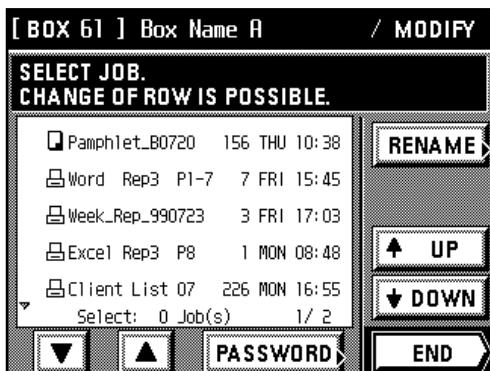 [ BOX 61 ] Box Name A / MODIFY
SELECT JOB.
CHANGE OF ROW IS POSSIBLE.
Pamphlet_B0720 156 THU 10:38
Word Rep3 P1-7 7 FRI 15:45
Week_Rep_990723 3 FRI 17:03
Excel Rep3 P8 1 MON 08:48
Client List 07 226 MON 16:55
Select: 0 Job(s) 1/ 2
RENAME
UP
DOWN
PASSWORD
END